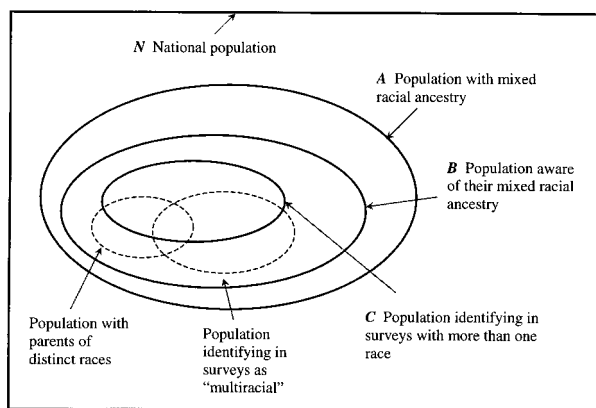 N National population
A Population with mixed
racial ancestry
B Population aware
of their mixed racial
ancestry
Population with
parents of
distinct races
Population
identifying in
surveys as
“multiracial”
C Population identifying in
surveys with more than one
race